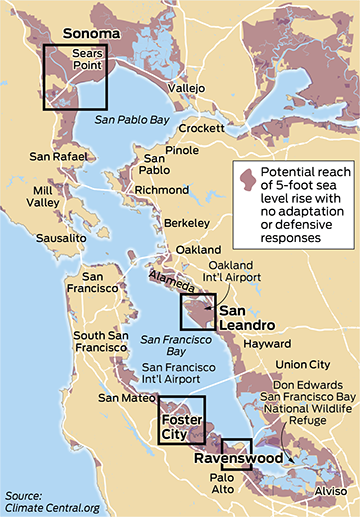 Sonoma
Sears
Point
Vallejo
San Pablo Bay
Crockett
Pinole
San Rafael
San
Pablo
Mill
Valley
Richmond
Potential reach
of 5-foot sea
level rise with
no adaptation
or defensive
responses
Berkeley
Sausalito
Oakland
San
Francisco
Alameda
Oakland
Int'l Airport
San
Leandro
South San
Francisco
San Francisco
Bay
Hayward
San Francisco
Int'l Airport
Union City
San Mateo
Don Edwards
San Francisco Bay
National Wildlife
Refuge
Foster
City
Ravenswood
Palo
Alto
Alviso
Source:
Climate Central.org